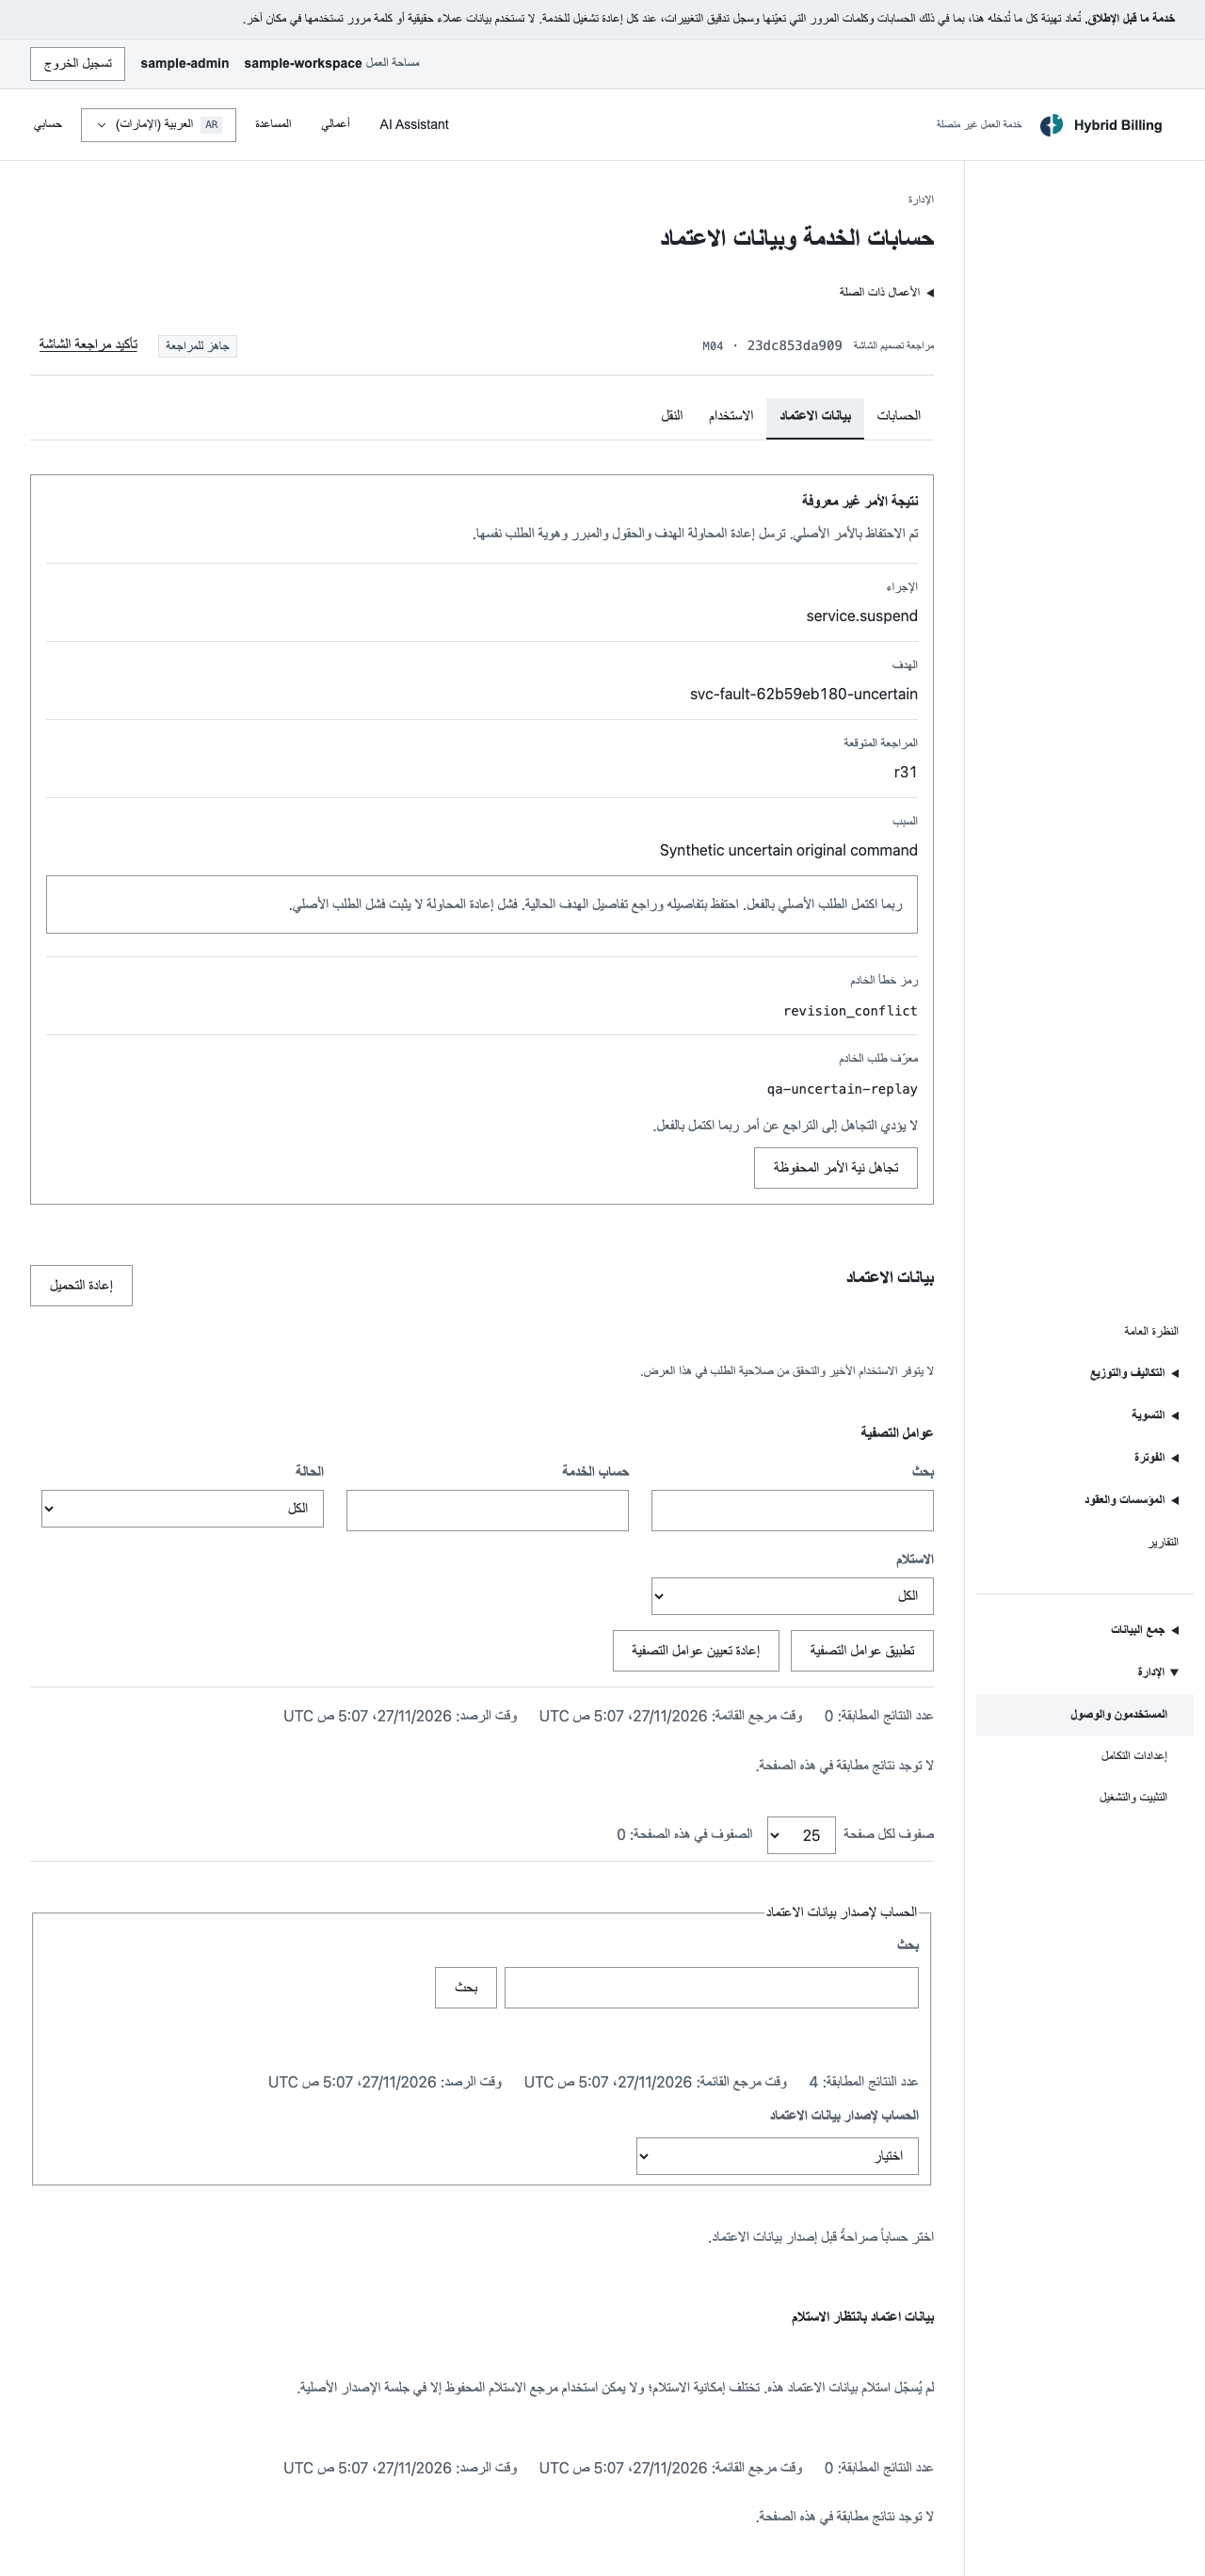 خدمة ما قبل الإطلاق. تُعاد تهيئة كل ما تُدخله هنا، بما في ذلك الحسابات وكلمات المرور التي تعيّنها وسجل تدقيق التغييرات، عند كل إعادة تشغيل للخدمة. لا تستخدم بيانات عملاء حقيقية أو كلمة مرور تستخدمها في مكان آخر.
مساحة العمل sample-workspace sample-admin تسجيل الخروج
Hybrid Billing خدمة العمل غير متصلة AI Assistant أعمالي المساعدة AR العربية (الإمارات) حسابي
الإدارة
حسابات الخدمة وبيانات الاعتماد
الأعمال ذات الصلة
مراجعة تصميم الشاشة M04 · 23dc853da909 جاهز للمراجعة تأكيد مراجعة الشاشة
الحسابات بيانات الاعتماد الاستخدام النقل
نتيجة الأمر غير معروفة
تم الاحتفاظ بالأمر الأصلي. ترسل إعادة المحاولة الهدف والحقول والمبرر وهوية الطلب نفسها.
الإجراء
service.suspend
الهدف
svc-fault-62b59eb180-uncertain
المراجعة المتوقعة
r31
السبب
Synthetic uncertain original command
ربما اكتمل الطلب الأصلي بالفعل. احتفظ بتفاصيله وراجع تفاصيل الهدف الحالية. فشل إعادة المحاولة لا يثبت فشل الطلب الأصلي.
رمز خطأ الخادم
revision_conflict
معرّف طلب الخادم
qa-uncertain-replay
لا يؤدي التجاهل إلى التراجع عن أمر ربما اكتمل بالفعل.
تجاهل نية الأمر المحفوظة
بيانات الاعتماد إعادة التحميل
لا يتوفر الاستخدام الأخير والتحقق من صلاحية الطلب في هذا العرض.
عوامل التصفية
بحث حساب الخدمة الحالة
الكل
الاستلام
الكل
تطبيق عوامل التصفية إعادة تعيين عوامل التصفية
عدد النتائج المطابقة: 0 وقت مرجع القائمة: 27/11/2026، 5:07 ص UTC وقت الرصد: 27/11/2026، 5:07 ص UTC
لا توجد نتائج مطابقة في هذه الصفحة.
صفوف لكل صفحة 25 الصفوف في هذه الصفحة: 0
الحساب لإصدار بيانات الاعتماد
بحث
بحث
عدد النتائج المطابقة: 4 وقت مرجع القائمة: 27/11/2026، 5:07 ص UTC وقت الرصد: 27/11/2026، 5:07 ص UTC
الحساب لإصدار بيانات الاعتماد
اختيار
اختر حساباً صراحةً قبل إصدار بيانات الاعتماد.
بيانات اعتماد بانتظار الاستلام
لم يُسجّل استلام بيانات الاعتماد هذه. تختلف إمكانية الاستلام؛ ولا يمكن استخدام مرجع الاستلام المحفوظ إلا في جلسة الإصدار الأصلية.
عدد النتائج المطابقة: 0 وقت مرجع القائمة: 27/11/2026، 5:07 ص UTC وقت الرصد: 27/11/2026، 5:07 ص UTC
لا توجد نتائج مطابقة في هذه الصفحة.
النظرة العامة
التكاليف والتوزيع
التسوية
الفوترة
المؤسسات والعقود
التقارير
جمع البيانات
الإدارة
المستخدمون والوصول
إعدادات التكامل
التثبيت والتشغيل